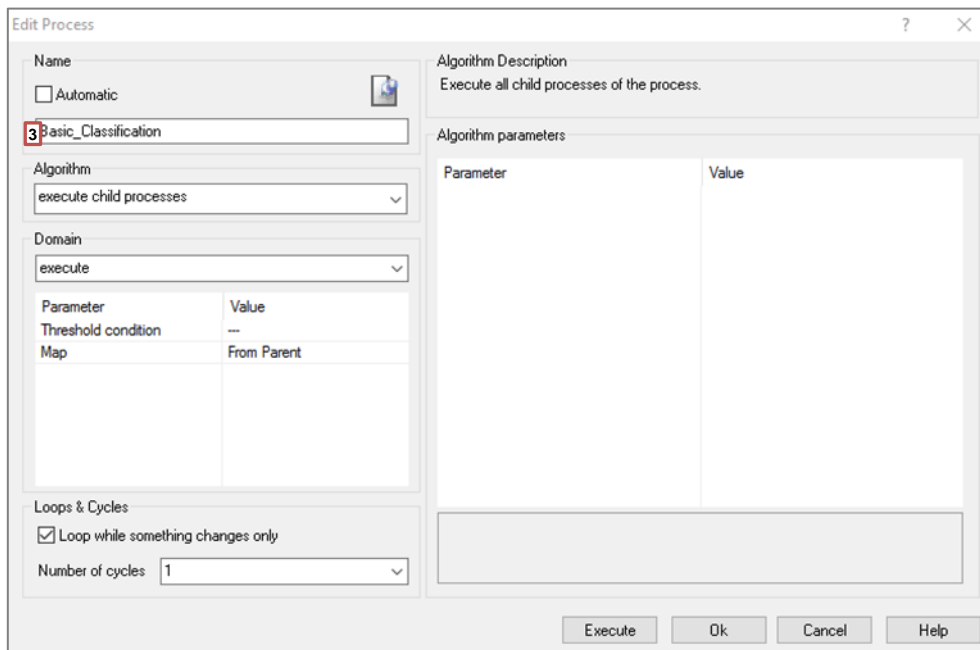 Edit Process
?
Name
Automatic
3
Basic_Classification
Algorithm
execute child processes
Domain
execute
Parameter Value
Threshold condition ---
Map From Parent
Loops & Cycles
Loop while something changes only
Number of cycles 1
Algorithm Description
Execute all child processes of the process.
Algorithm parameters
Parameter Value
Execute Ok Cancel Help